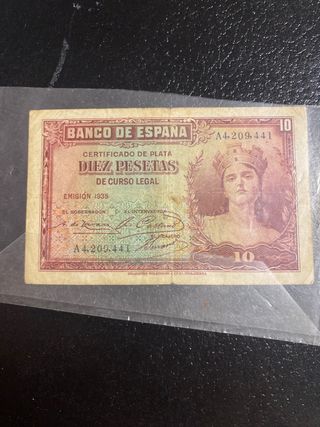 BANCO DE ESPAÑA
10
A4,209,441
CERTIFICADO DE PLATA
DIEZ PESETAS
DE CURSO LEGAL
EMISIÓN 1935
EL GOBERNADOR
EL INTERVENTOR
EL CAJERO
A4,209,441
10